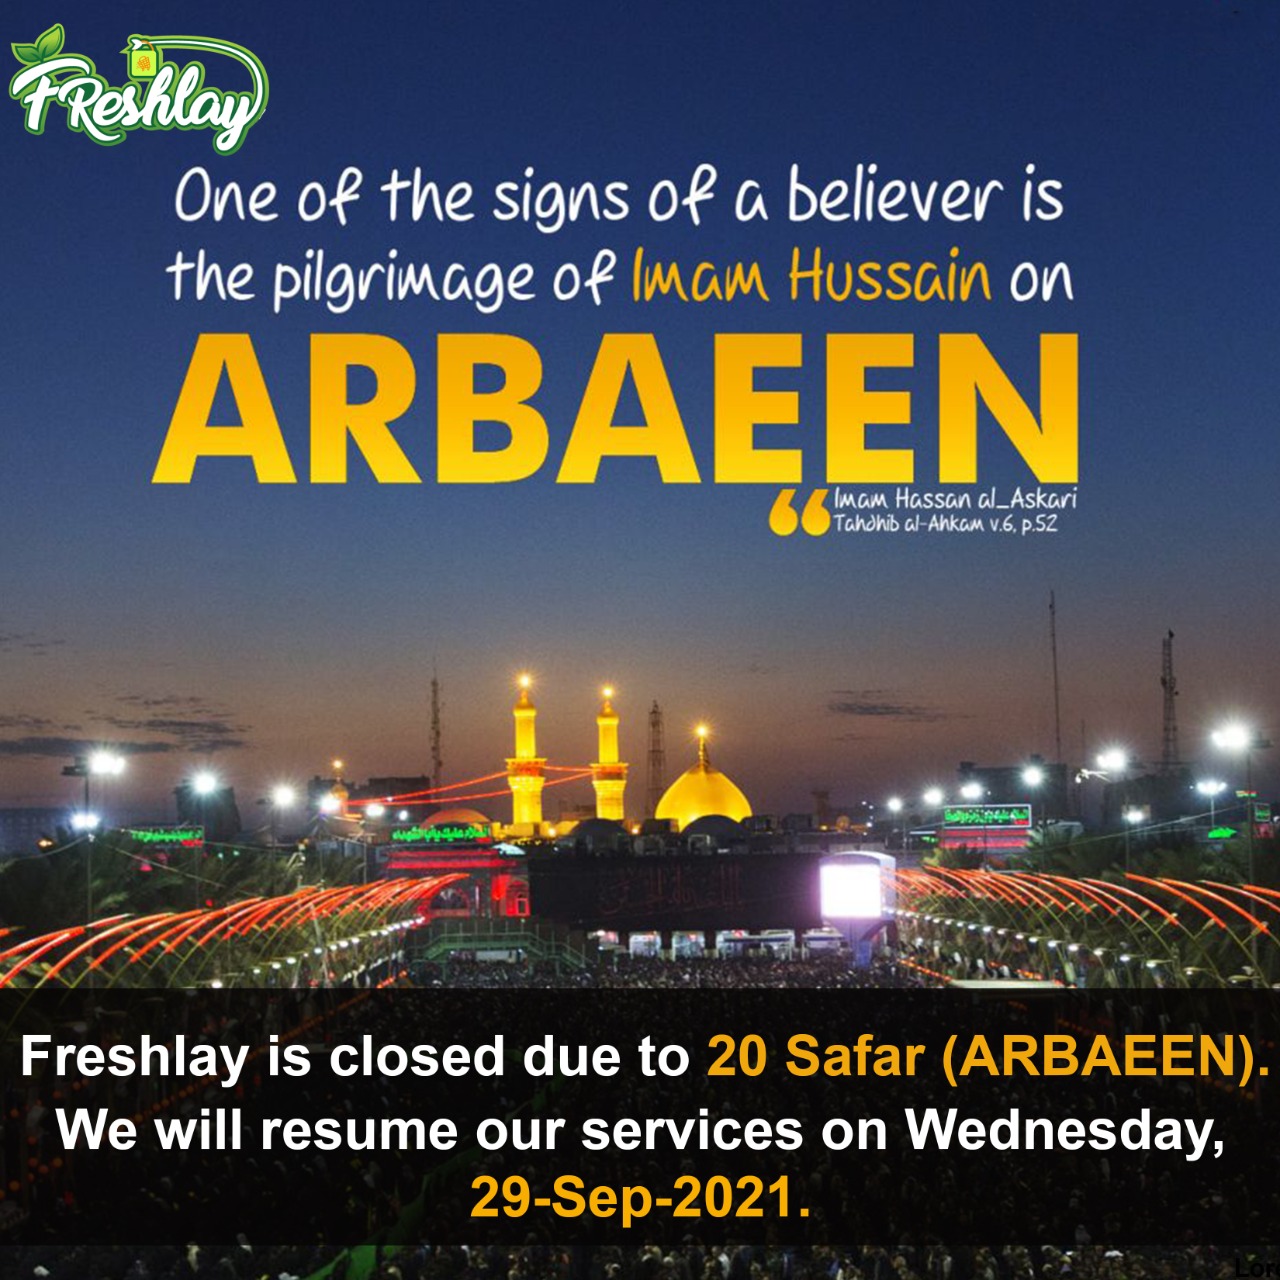 FReshlay
One of the signs of a believer is
the pilgrimage of Imam Hussain on
ARBAEEN
“
Imam Hassan al_Askari
Tahdhib al-Ahkam v.6, p.52
Freshlay is closed due to 20 Safar (ARBAEEN).
We will resume our services on Wednesday,
29-Sep-2021.